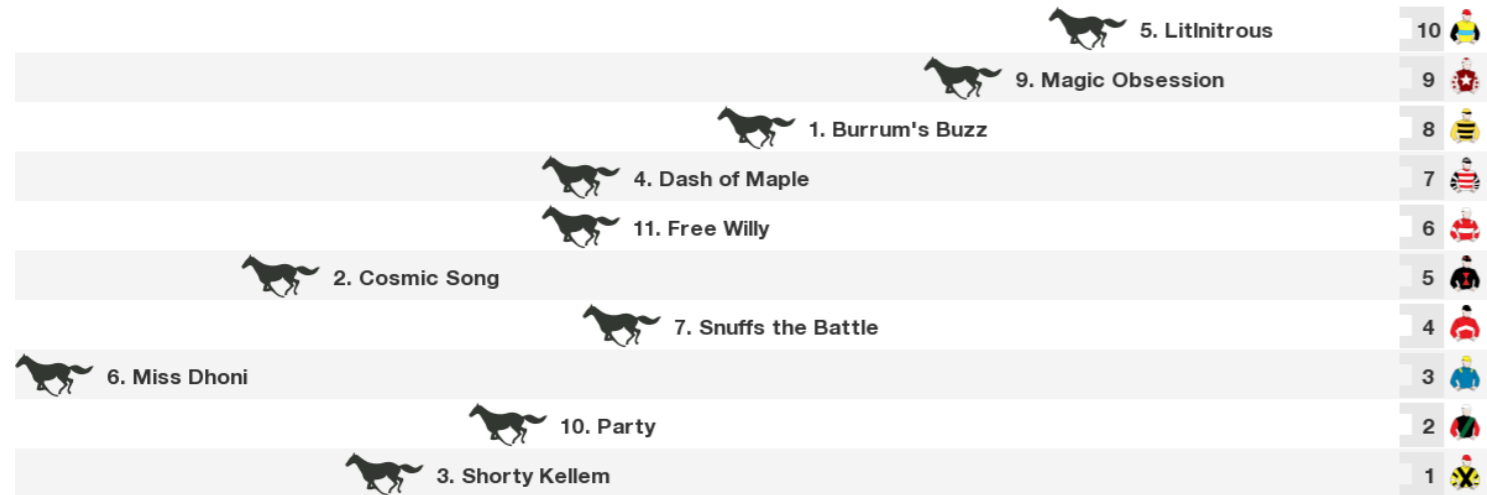 5. LitInitrous 10
9. Magic Obsession 9
1. Burrum's Buzz 8
4. Dash of Maple 7
11. Free Willy 6
2. Cosmic Song 5
7. Snuffs the Battle 4
6. Miss Dhoni 3
10. Party 2
3. Shorty Kellem 1